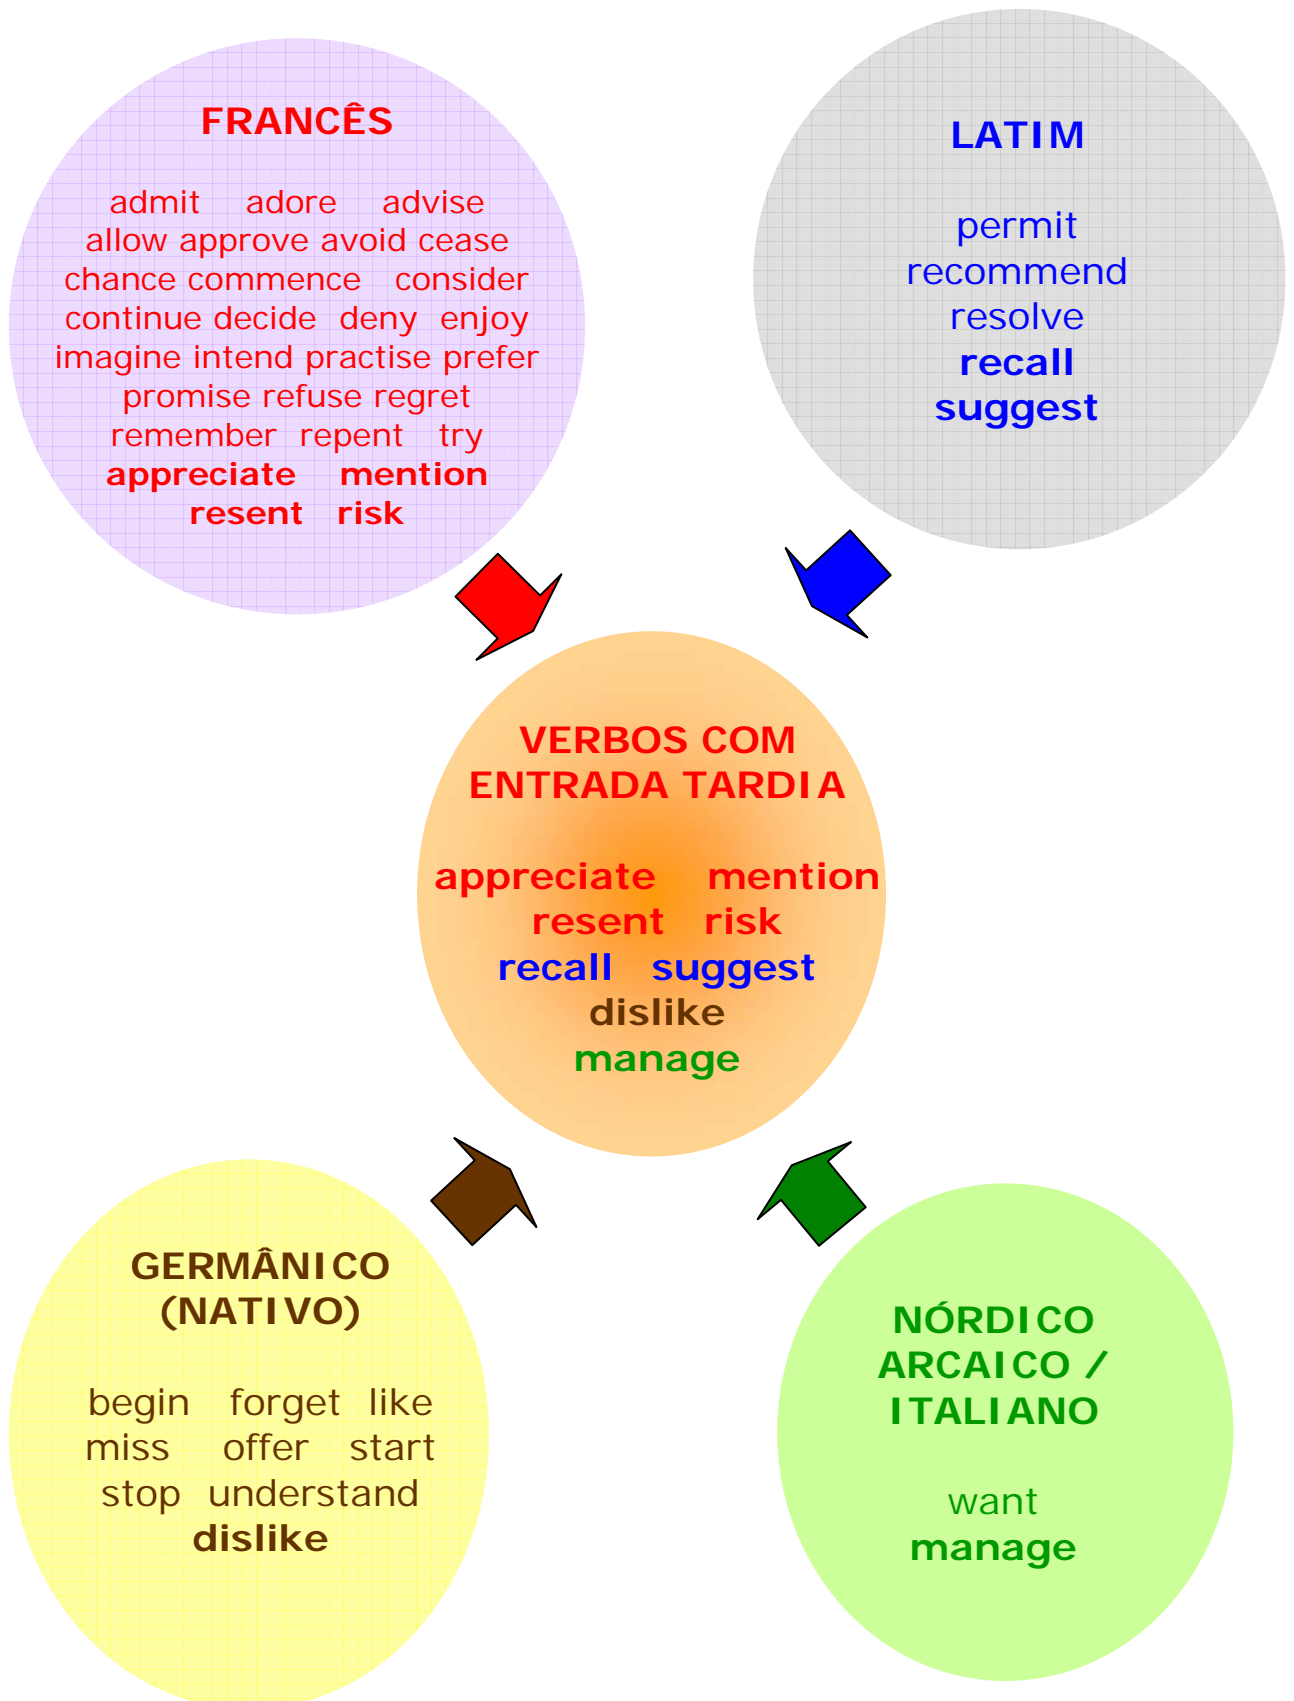 FRANCÊS
admit adore advise
allow approve avoid cease
chance commence consider
continue decide deny enjoy
imagine intend practise prefer
promise refuse regret
remember repent try
appreciate mention
resent risk
LATIM
permit
recommend
resolve
recall
suggest
VERBOS COM
ENTRADA TARDIA
appreciate mention
resent risk
recall suggest
dislike
manage
GERMÂNICO
(NATIVO)
begin forget like
miss offer start
stop understand
dislike
NÓRDICO
ARCAICO /
ITALIANO
want
manage